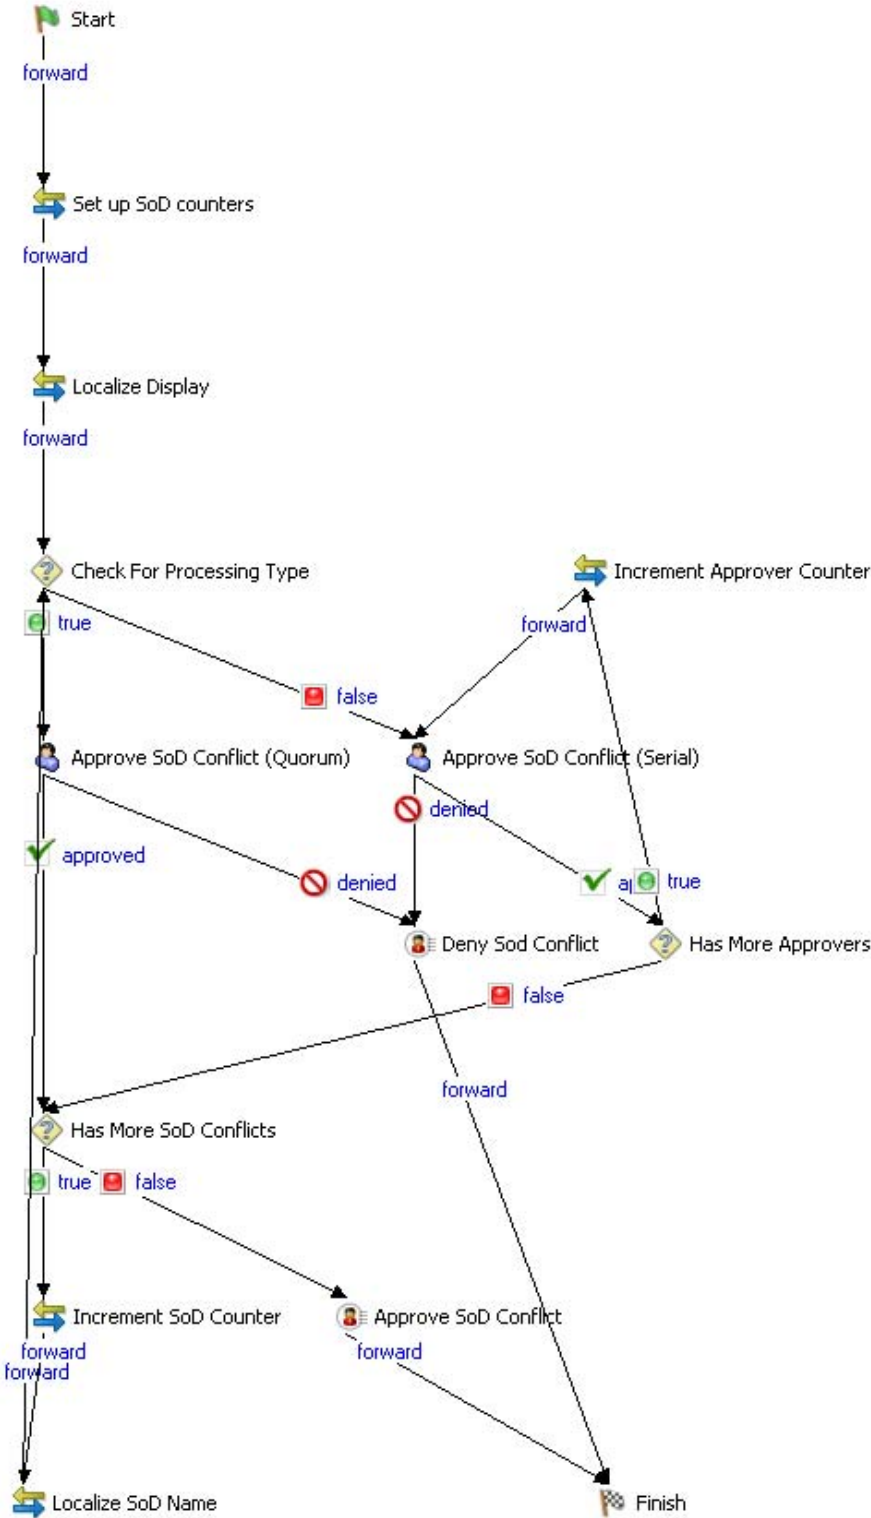 Start
forward
Set up SoD counters
forward
Localize Display
forward
Check For Processing Type
Increment Approver Counter
true
forward
false
Approve SoD Conflict (Quorum)
Approve SoD Conflict (Serial)
denied
approved
denied
true
Deny Sod Conflict
Has More Approvers
false
forward
Has More SoD Conflicts
true
false
Increment SoD Counter
Approve SoD Conflict
forward
forward
forward
Localize SoD Name
Finish